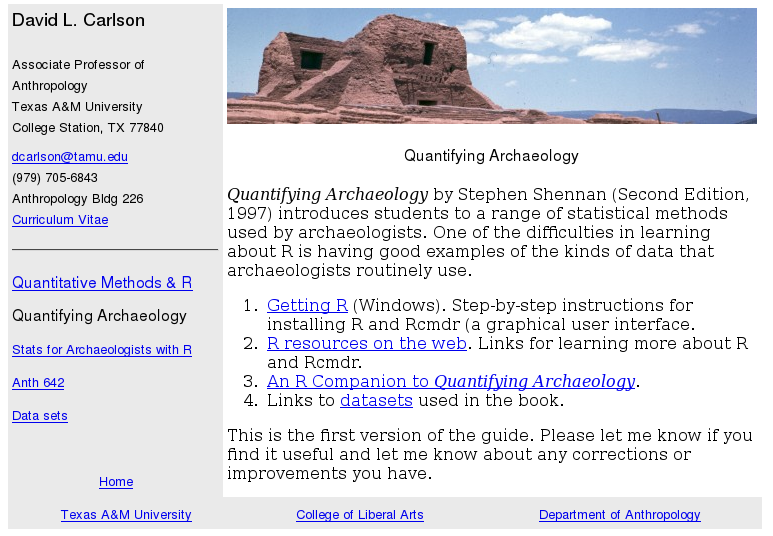 David L. Carlson
Associate Professor of
Anthropology
Texas A&M University
College Station, TX 77840
dcarlson@tamu.edu
(979) 705-6843
Anthropology Bldg 226
Curriculum Vitae
Quantitative Methods & R
Quantifying Archaeology
Stats for Archaeologists with R
Anth 642
Data sets
Home
Quantifying Archaeology
Quantifying Archaeology by Stephen Shennan (Second Edition,
1997) introduces students to a range of statistical methods
used by archaeologists. One of the difficulties in learning
about R is having good examples of the kinds of data that
archaeologists routinely use.
1. Getting R (Windows). Step-by-step instructions for
installing R and Rcmdr (a graphical user interface.
2. R resources on the web. Links for learning more about R
and Rcmdr.
3. An R Companion to Quantifying Archaeology.
4. Links to datasets used in the book.
This is the first version of the guide. Please let me know if you
find it useful and let me know about any corrections or
improvements you have.
Texas A&M University College of Liberal Arts Department of Anthropology